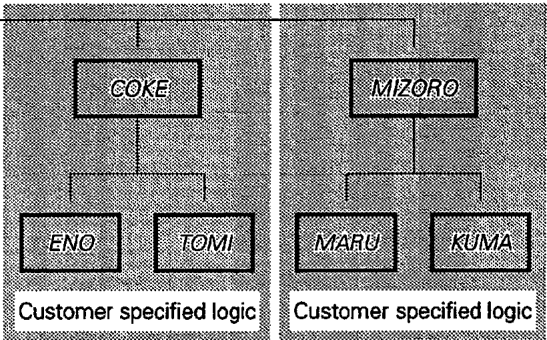 COKE
MIZORO
ENO
TOMI
MARU
KUMA
Customer specified logic
Customer specified logic